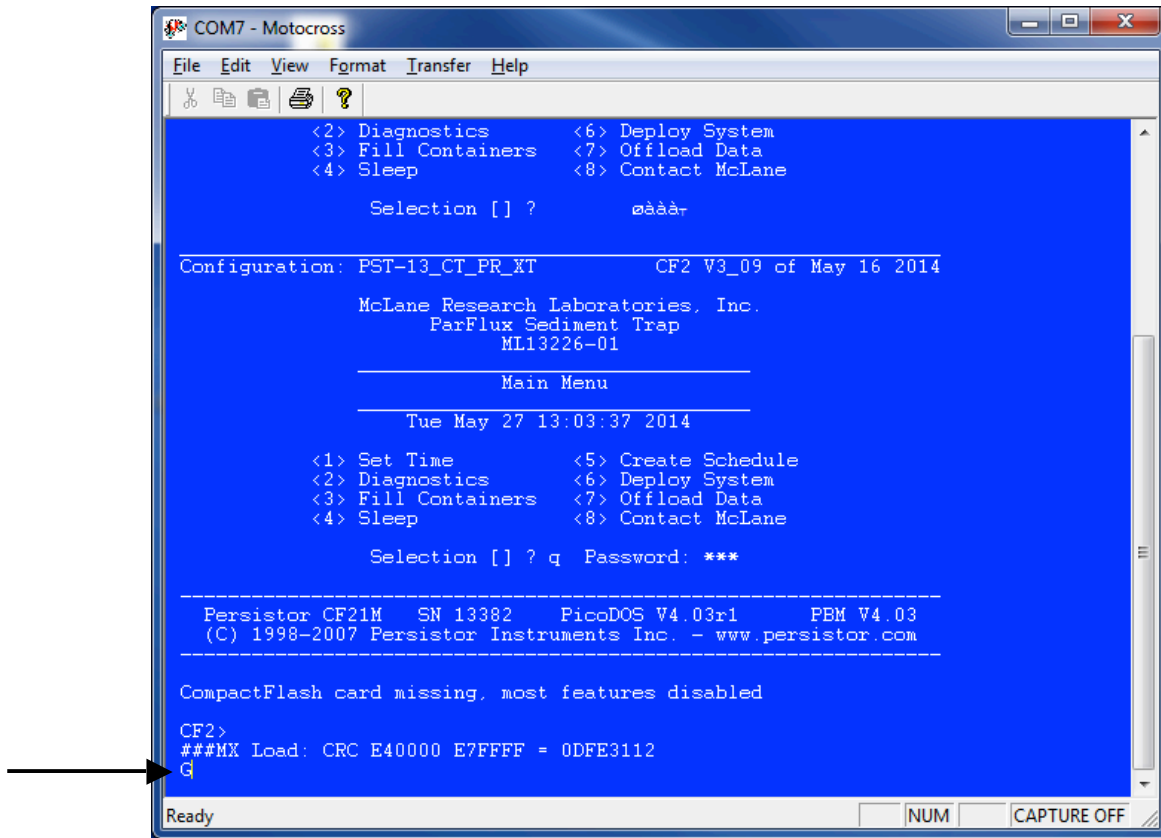 COM7 - Motocross
File Edit View Format Transfer Help
<2> Diagnostics <6> Deploy System
<3> Fill Containers <7> Offload Data
<4> Sleep <8> Contact McLane
Selection [] ? øààà┬
Configuration: PST-13_CT_PR_XT CF2 V3_09 of May 16 2014
McLane Research Laboratories, Inc.
ParFlux Sediment Trap
ML13226-01
Main Menu
Tue May 27 13:03:37 2014
<1> Set Time <5> Create Schedule
<2> Diagnostics <6> Deploy System
<3> Fill Containers <7> Offload Data
<4> Sleep <8> Contact McLane
Selection [] ? q Password: ***
Persistor CF21M SN 13382 PicoDOS V4.03r1 PBM V4.03
(C) 1998-2007 Persistor Instruments Inc. - www.persistor.com
CompactFlash card missing, most features disabled
CF2>
###MX Load: CRC E40000 E7FFFF = 0DFE3112
G
Ready NUM CAPTURE OFF